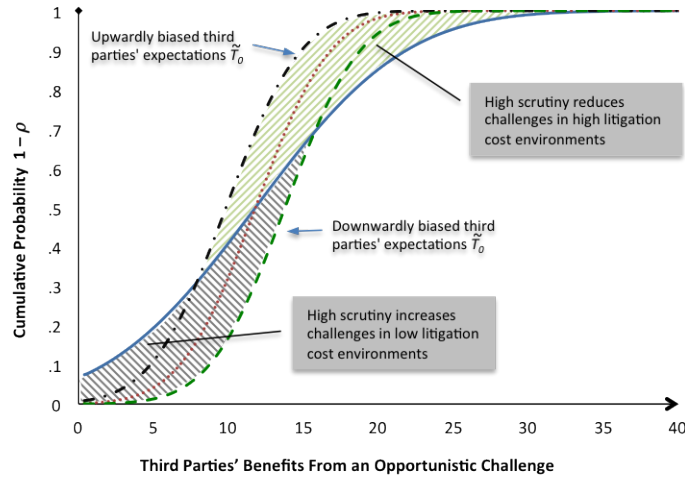 1
Upwardly biased third
parties' expectations T̃₀
.9
.8
High scrutiny reduces
challenges in high litigation
cost environments
.7
.6
.5
Downwardly biased third
parties' expectations T̃₀
.4
.3
High scrutiny increases
challenges in low litigation
cost environments
.2
.1
0
Cumulative Probability 1 – ρ
0 5 10 15 20 25 30 35 40
Third Parties’ Benefits From an Opportunistic Challenge